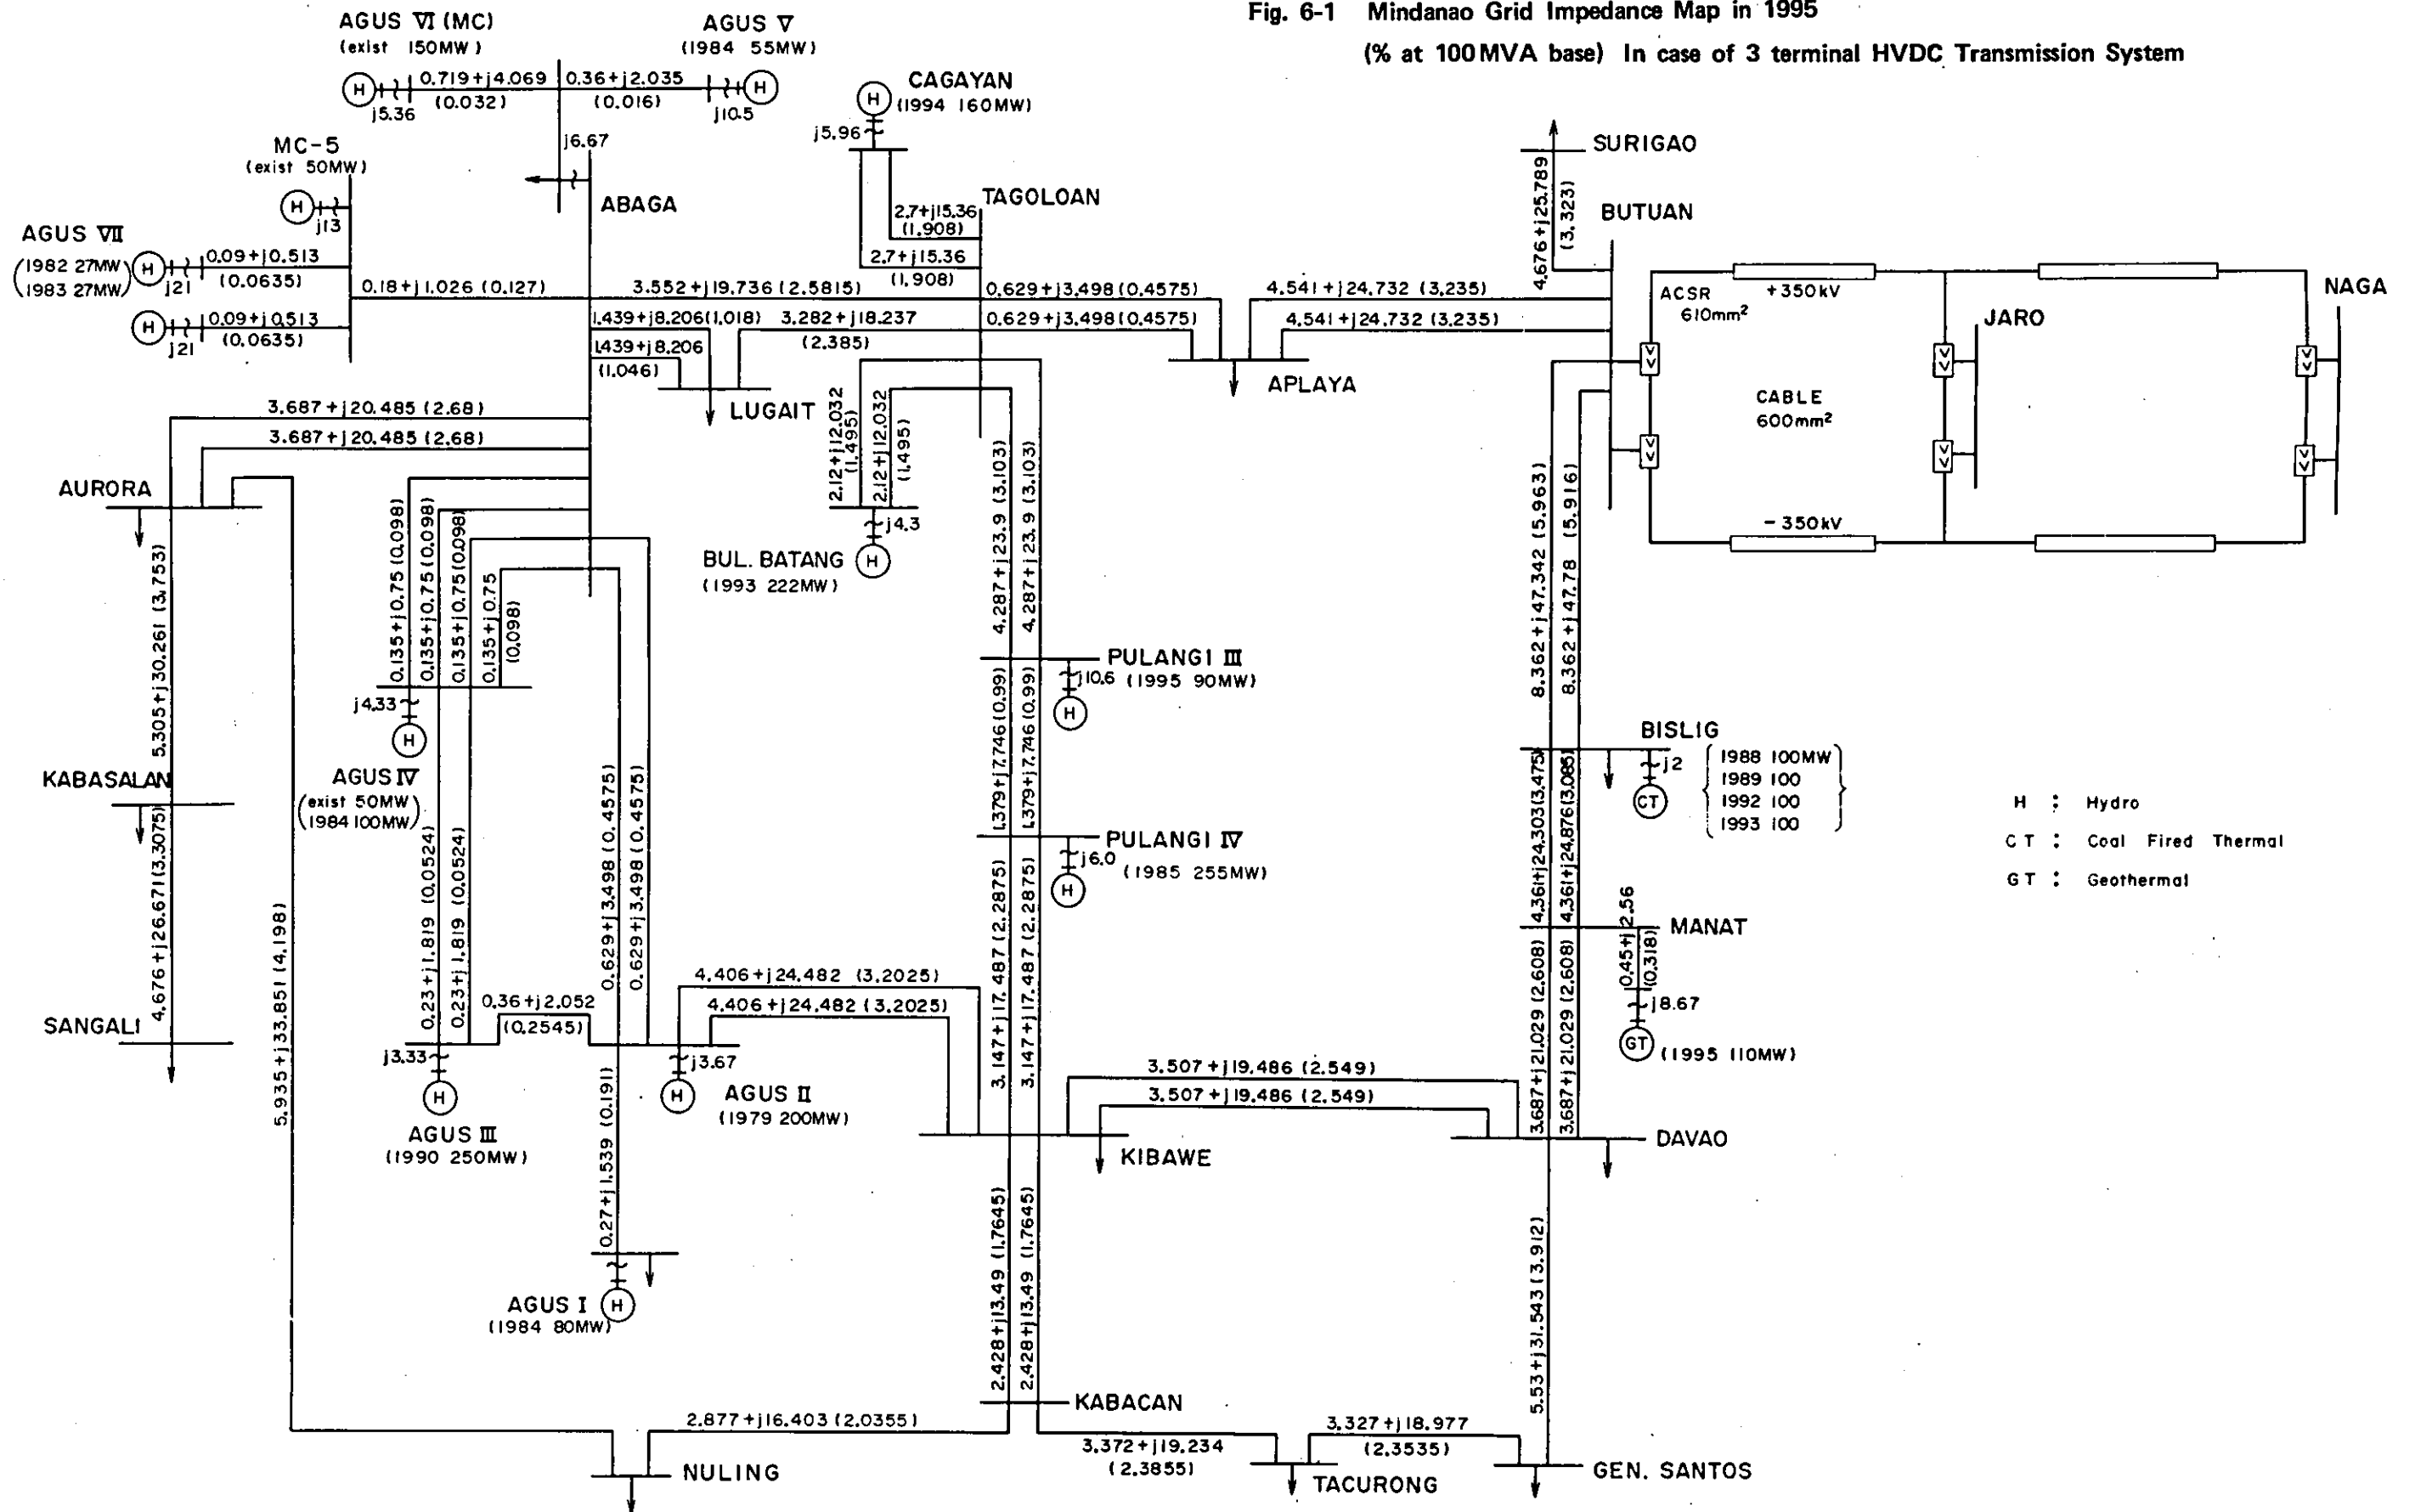 Fig. 6-1 Mindanao Grid Impedance Map in 1995
(% at 100MVA base) In case of 3 terminal HVDC Transmission System
AGUS VI (MC)
(exist 150MW)
AGUS V
(1984 55MW)
H
0.719+j4.069
(0.032)
j5.36
0.36+j2.035
(0.016)
j10.5
H
CAGAYAN
(1994 160MW)
H
j5.96
MC-5
(exist 50MW)
H
j13
j6.67
ABAGA
TAGOLOAN
2.7+j15.36
(1.908)
2.7+j15.36
(1.908)
SURIGAO
4.676+j25.789
(3.323)
BUTUAN
AGUS VII
(1982 27MW)
(1983 27MW)
H
j21
0.09+j0.513
(0.0635)
H
j21
0.09+j0.513
(0.0635)
0.18+j1.026 (0.127)
3.552+j19.736 (2.5815)
0.629+j3.498(0.4575)
4.541+j24.732 (3.235)
1.439+j8.206(1.018)
3.282+j18.237
(2.385)
0.629+j3.498(0.4575)
4.541+j24.732 (3.235)
1.439+j8.206
(1.046)
LUGAIT
APLAYA
ACSR
610mm²
+350kV
JARO
NAGA
CABLE
600mm²
-350kV
3.687+j20.485 (2.68)
3.687+j20.485 (2.68)
AURORA
2.12+j12.032
(1.495)
2.12+j12.032
(1.495)
j4.3
H
BUL. BATANG
(1993 222MW)
4.287+j23.9 (3.103)
4.287+j23.9 (3.103)
5.305+j30.261 (3.753)
0.135+j0.75(0.098)
0.135+j0.75(0.098)
0.135+j0.75(0.098)
0.135+j0.75
(0.098)
j4.33
H
AGUS IV
(exist 50MW)
(1984 100MW)
PULANGI III
j10.6 (1995 90MW)
H
8.362+j47.342 (5.963)
8.362+j47.78 (5.916)
BISLIG
j2
CT
1988 100MW
1989 100
1992 100
1993 100
H : Hydro
CT : Coal Fired Thermal
GT : Geothermal
KABASALAN
4.676+j26.671(3.3075)
1.379+j7.746(0.99)
1.379+j7.746(0.99)
PULANGI IV
j6.0
(1985 255MW)
H
4.361+j24.303(3.475)
4.361+j24.876(3.085)
MANAT
0.45+j2.56
(0.318)
j8.67
GT
(1995 110MW)
0.23+j1.819 (0.0524)
0.23+j1.819 (0.0524)
0.629+j3.498 (0.4575)
0.629+j3.498 (0.4575)
3.147+j17.487 (2.2875)
3.147+j17.487 (2.2875)
3.687+j21.029 (2.608)
3.687+j21.029 (2.608)
SANGALI
0.36+j2.052
(0.2545)
4.406+j24.482 (3.2025)
4.406+j24.482 (3.2025)
j3.33
H
AGUS III
(1990 250MW)
j3.67
H
AGUS II
(1979 200MW)
3.507+j19.486 (2.549)
3.507+j19.486 (2.549)
KIBAWE
DAVAO
5.935+j33.851 (4.198)
0.27+j1.539 (0.191)
AGUS I
(1984 80MW)
H
2.428+j13.49 (1.7645)
2.428+j13.49 (1.7645)
5.53+j31.543 (3.912)
KABACAN
2.877+j16.403 (2.0355)
NULING
3.372+j19.234
(2.3855)
TACURONG
3.327+j18.977
(2.3535)
GEN. SANTOS